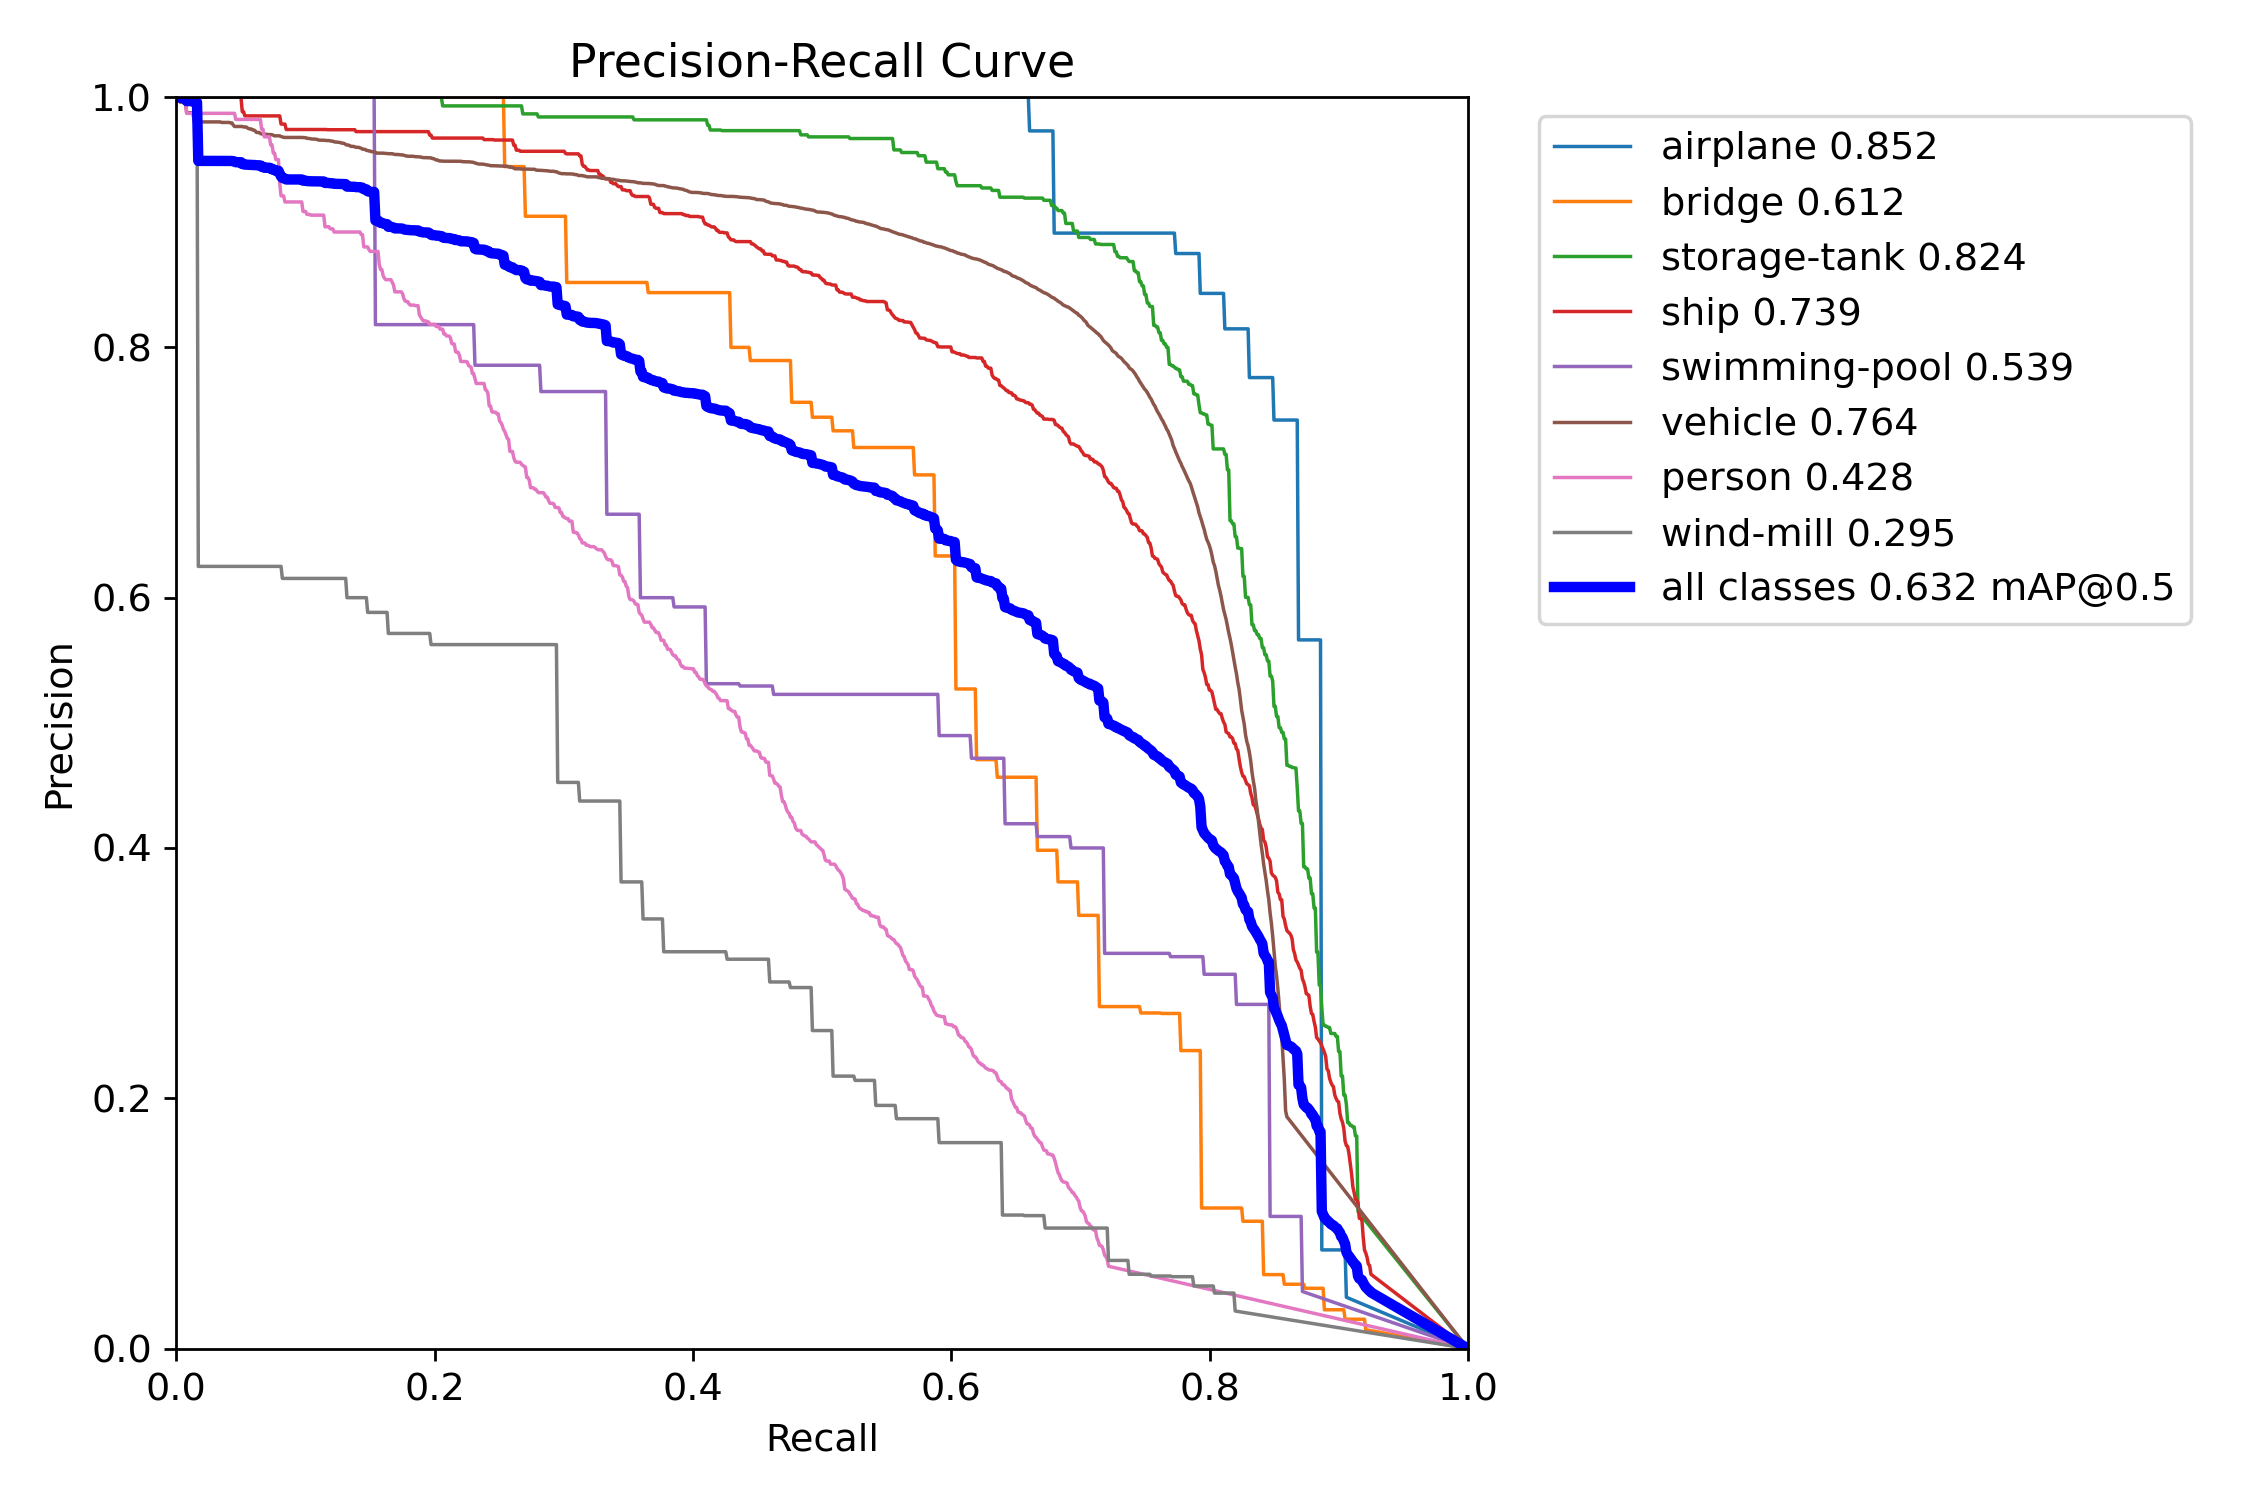 Precision-Recall Curve
1.0
0.8
0.6
0.4
0.2
0.0
Precision
0.0 0.2 0.4 0.6 0.8 1.0
Recall
airplane 0.852
bridge 0.612
storage-tank 0.824
ship 0.739
swimming-pool 0.539
vehicle 0.764
person 0.428
wind-mill 0.295
all classes 0.632 mAP@0.5